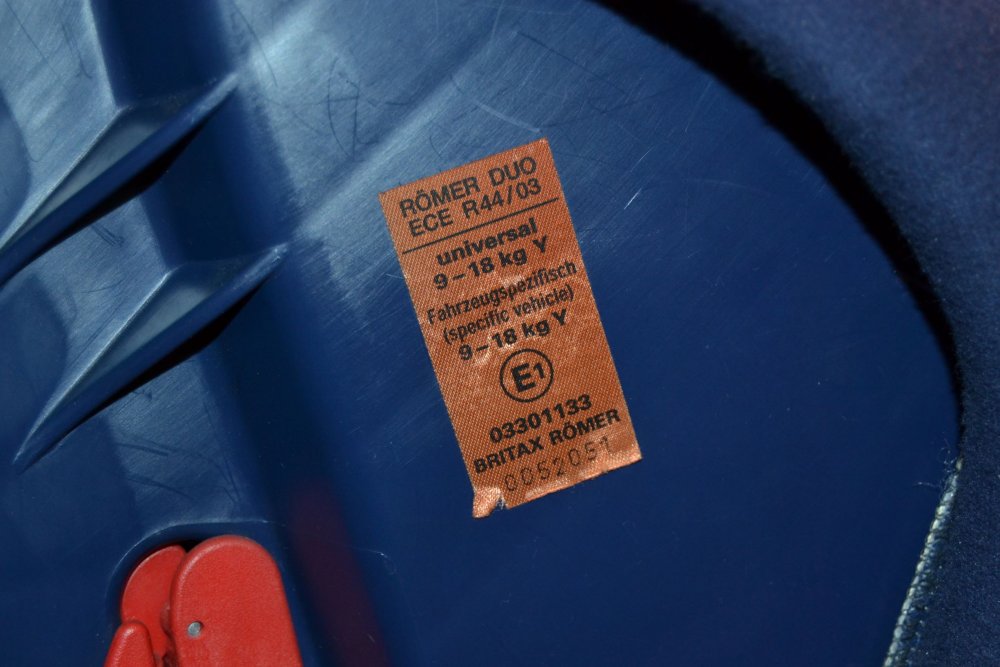 RÖMER DUO
ECE R44/03
universal
9–18 kg Y
Fahrzeugspezifisch
(specific vehicle)
9–18 kg Y
E1
03301133
BRITAX RÖMER
0052051